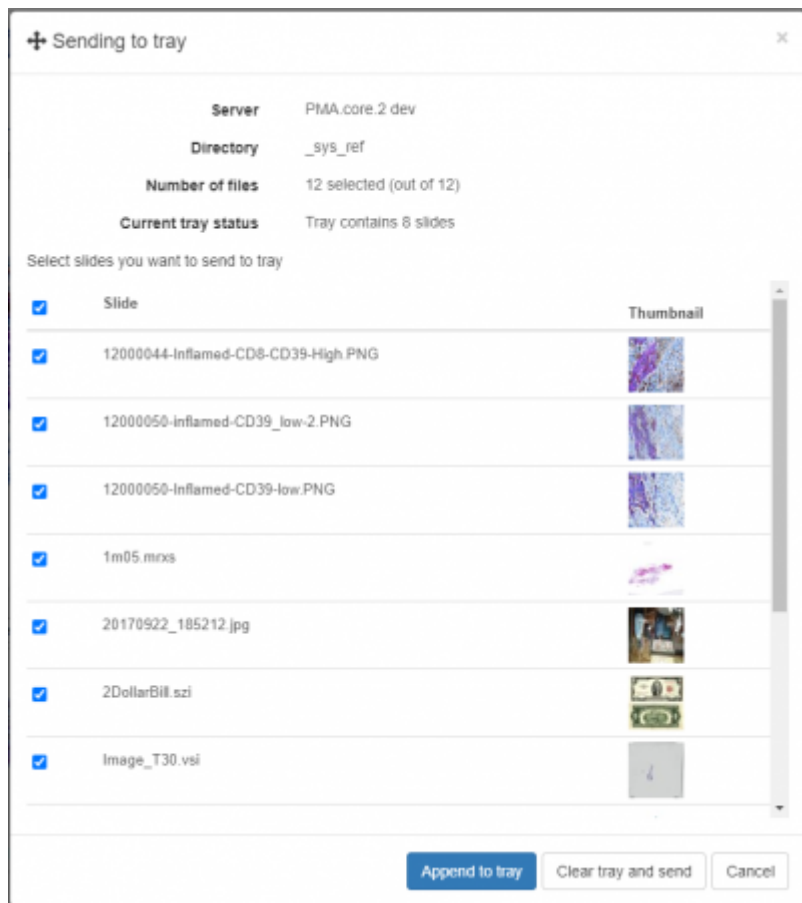 Sending to tray
×
Server PMA.core.2 dev
Directory _sys_ref
Number of files 12 selected (out of 12)
Current tray status Tray contains 8 slides
Select slides you want to send to tray
Slide Thumbnail
12000044-Inflamed-CD8-CD39-High.PNG
12000050-inflamed-CD39_low-2.PNG
12000050-Inflamed-CD39-low.PNG
1m05.mrxs
20170922_185212.jpg
2DollarBill.szi
Image_T30.vsi
Append to tray Clear tray and send Cancel